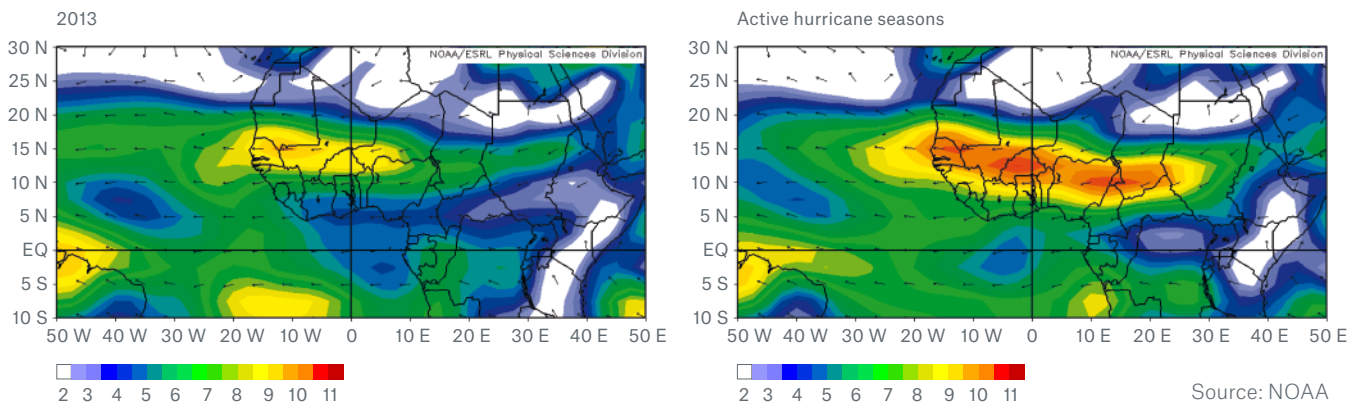 2013
Active hurricane seasons
NOAA/ESRL Physical Sciences Division
NOAA/ESRL Physical Sciences Division
30 N
25 N
20 N
15 N
10 N
5 N
EQ
5 S
10 S
50 W 40 W 30 W 20 W 10 W 0 10 E 20 E 30 E 40 E 50 E
2 3 4 5 6 7 8 9 10 11
30 N
25 N
20 N
15 N
10 N
5 N
EQ
5 S
10 S
50 W 40 W 30 W 20 W 10 W 0 10 E 20 E 30 E 40 E 50 E
2 3 4 5 6 7 8 9 10 11
Source: NOAA